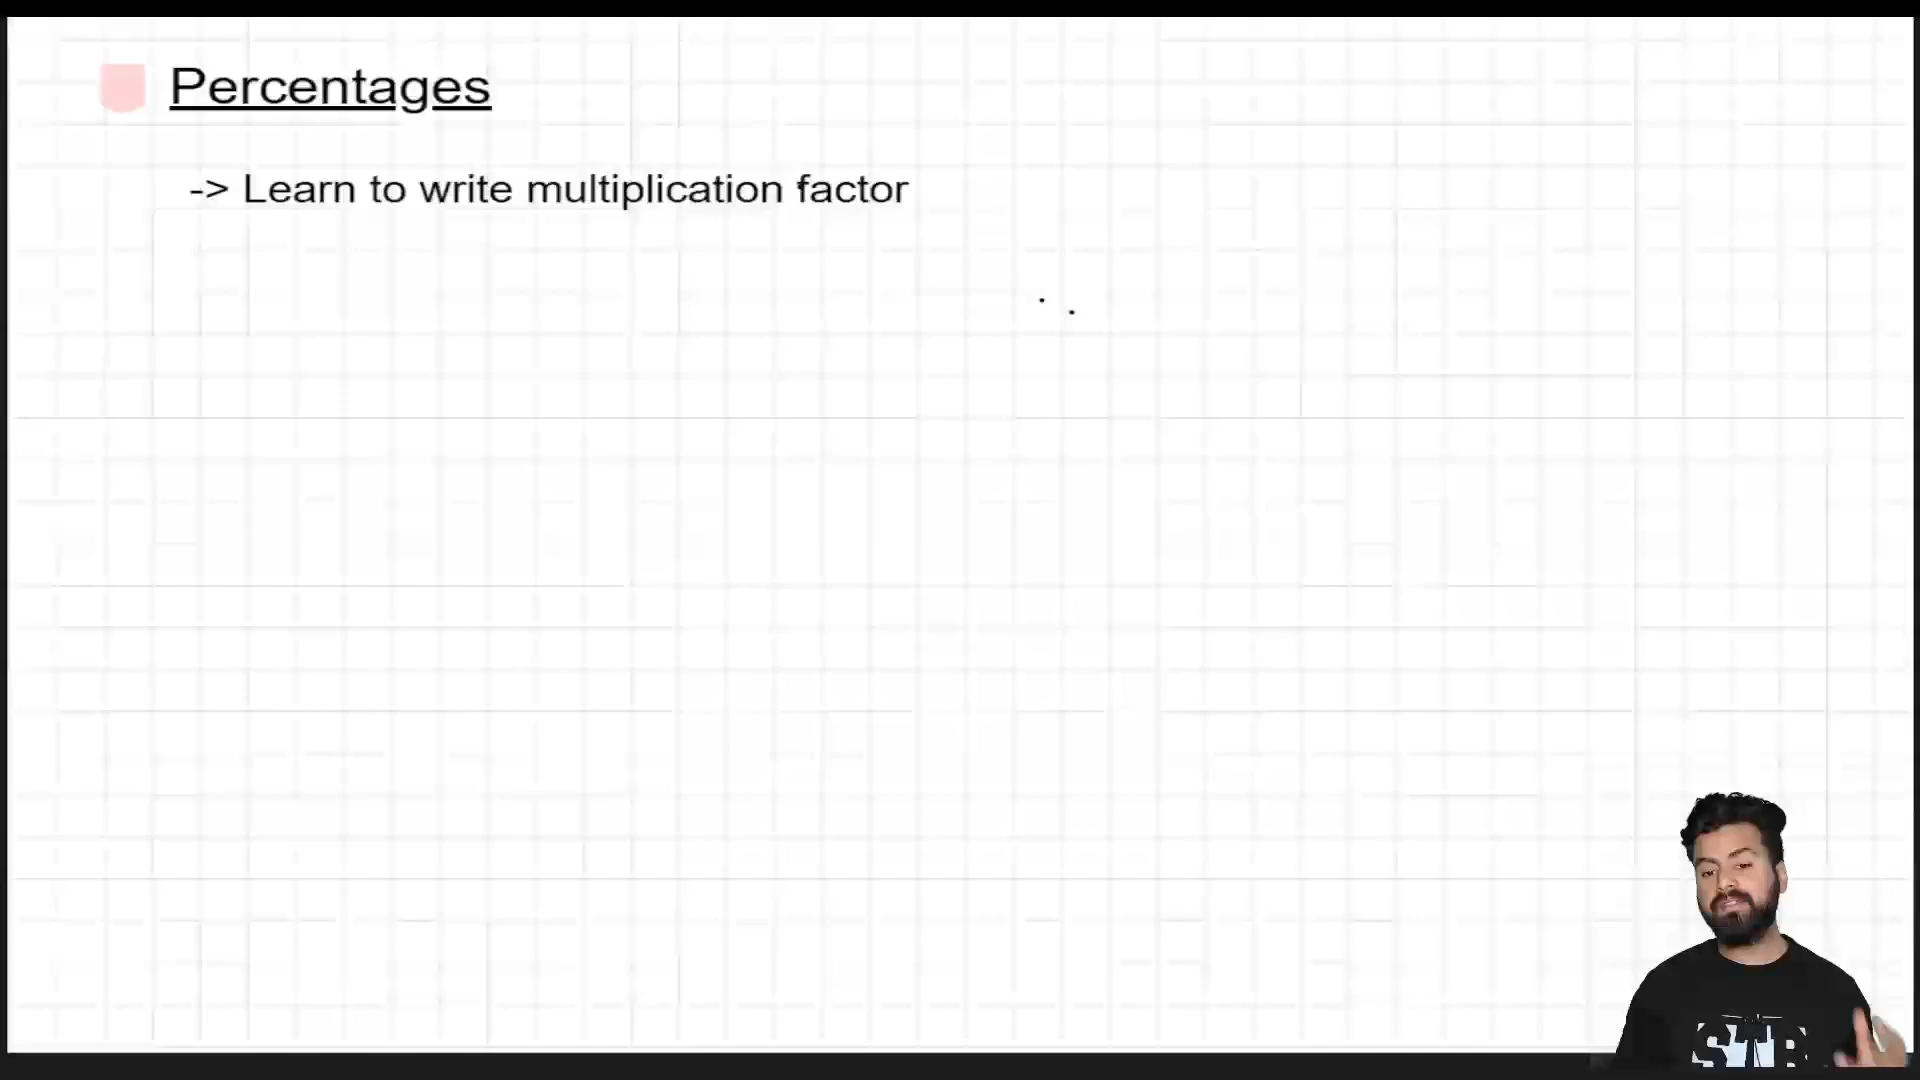 Percentages
-> Learn to write multiplication factor